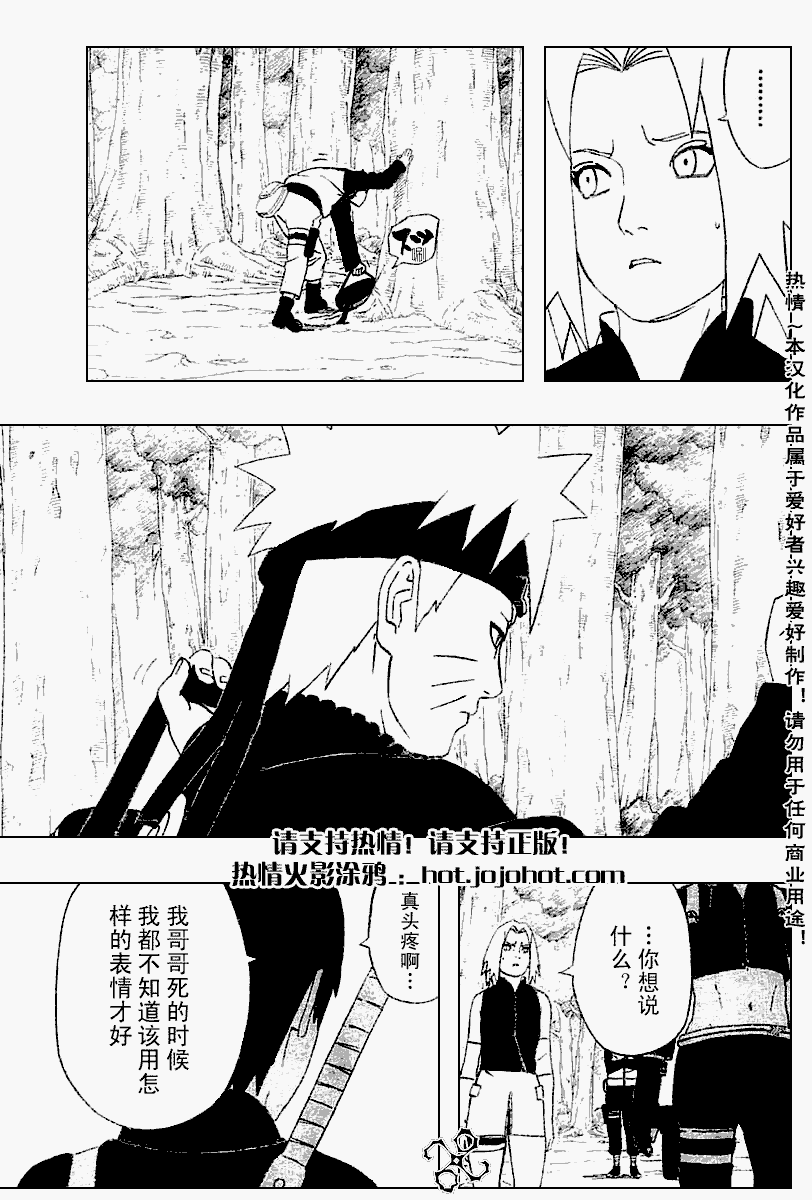 ………
热情~本汉化作品属于爱好者兴趣爱好制作！请勿用于任何商业用途！
请支持热情！请支持正版！
热情火影涂鸦：hot.jojohot.com
…你想说
什么？
真头疼啊…
我哥哥死的时候
我都不知道该用怎
样的表情才好